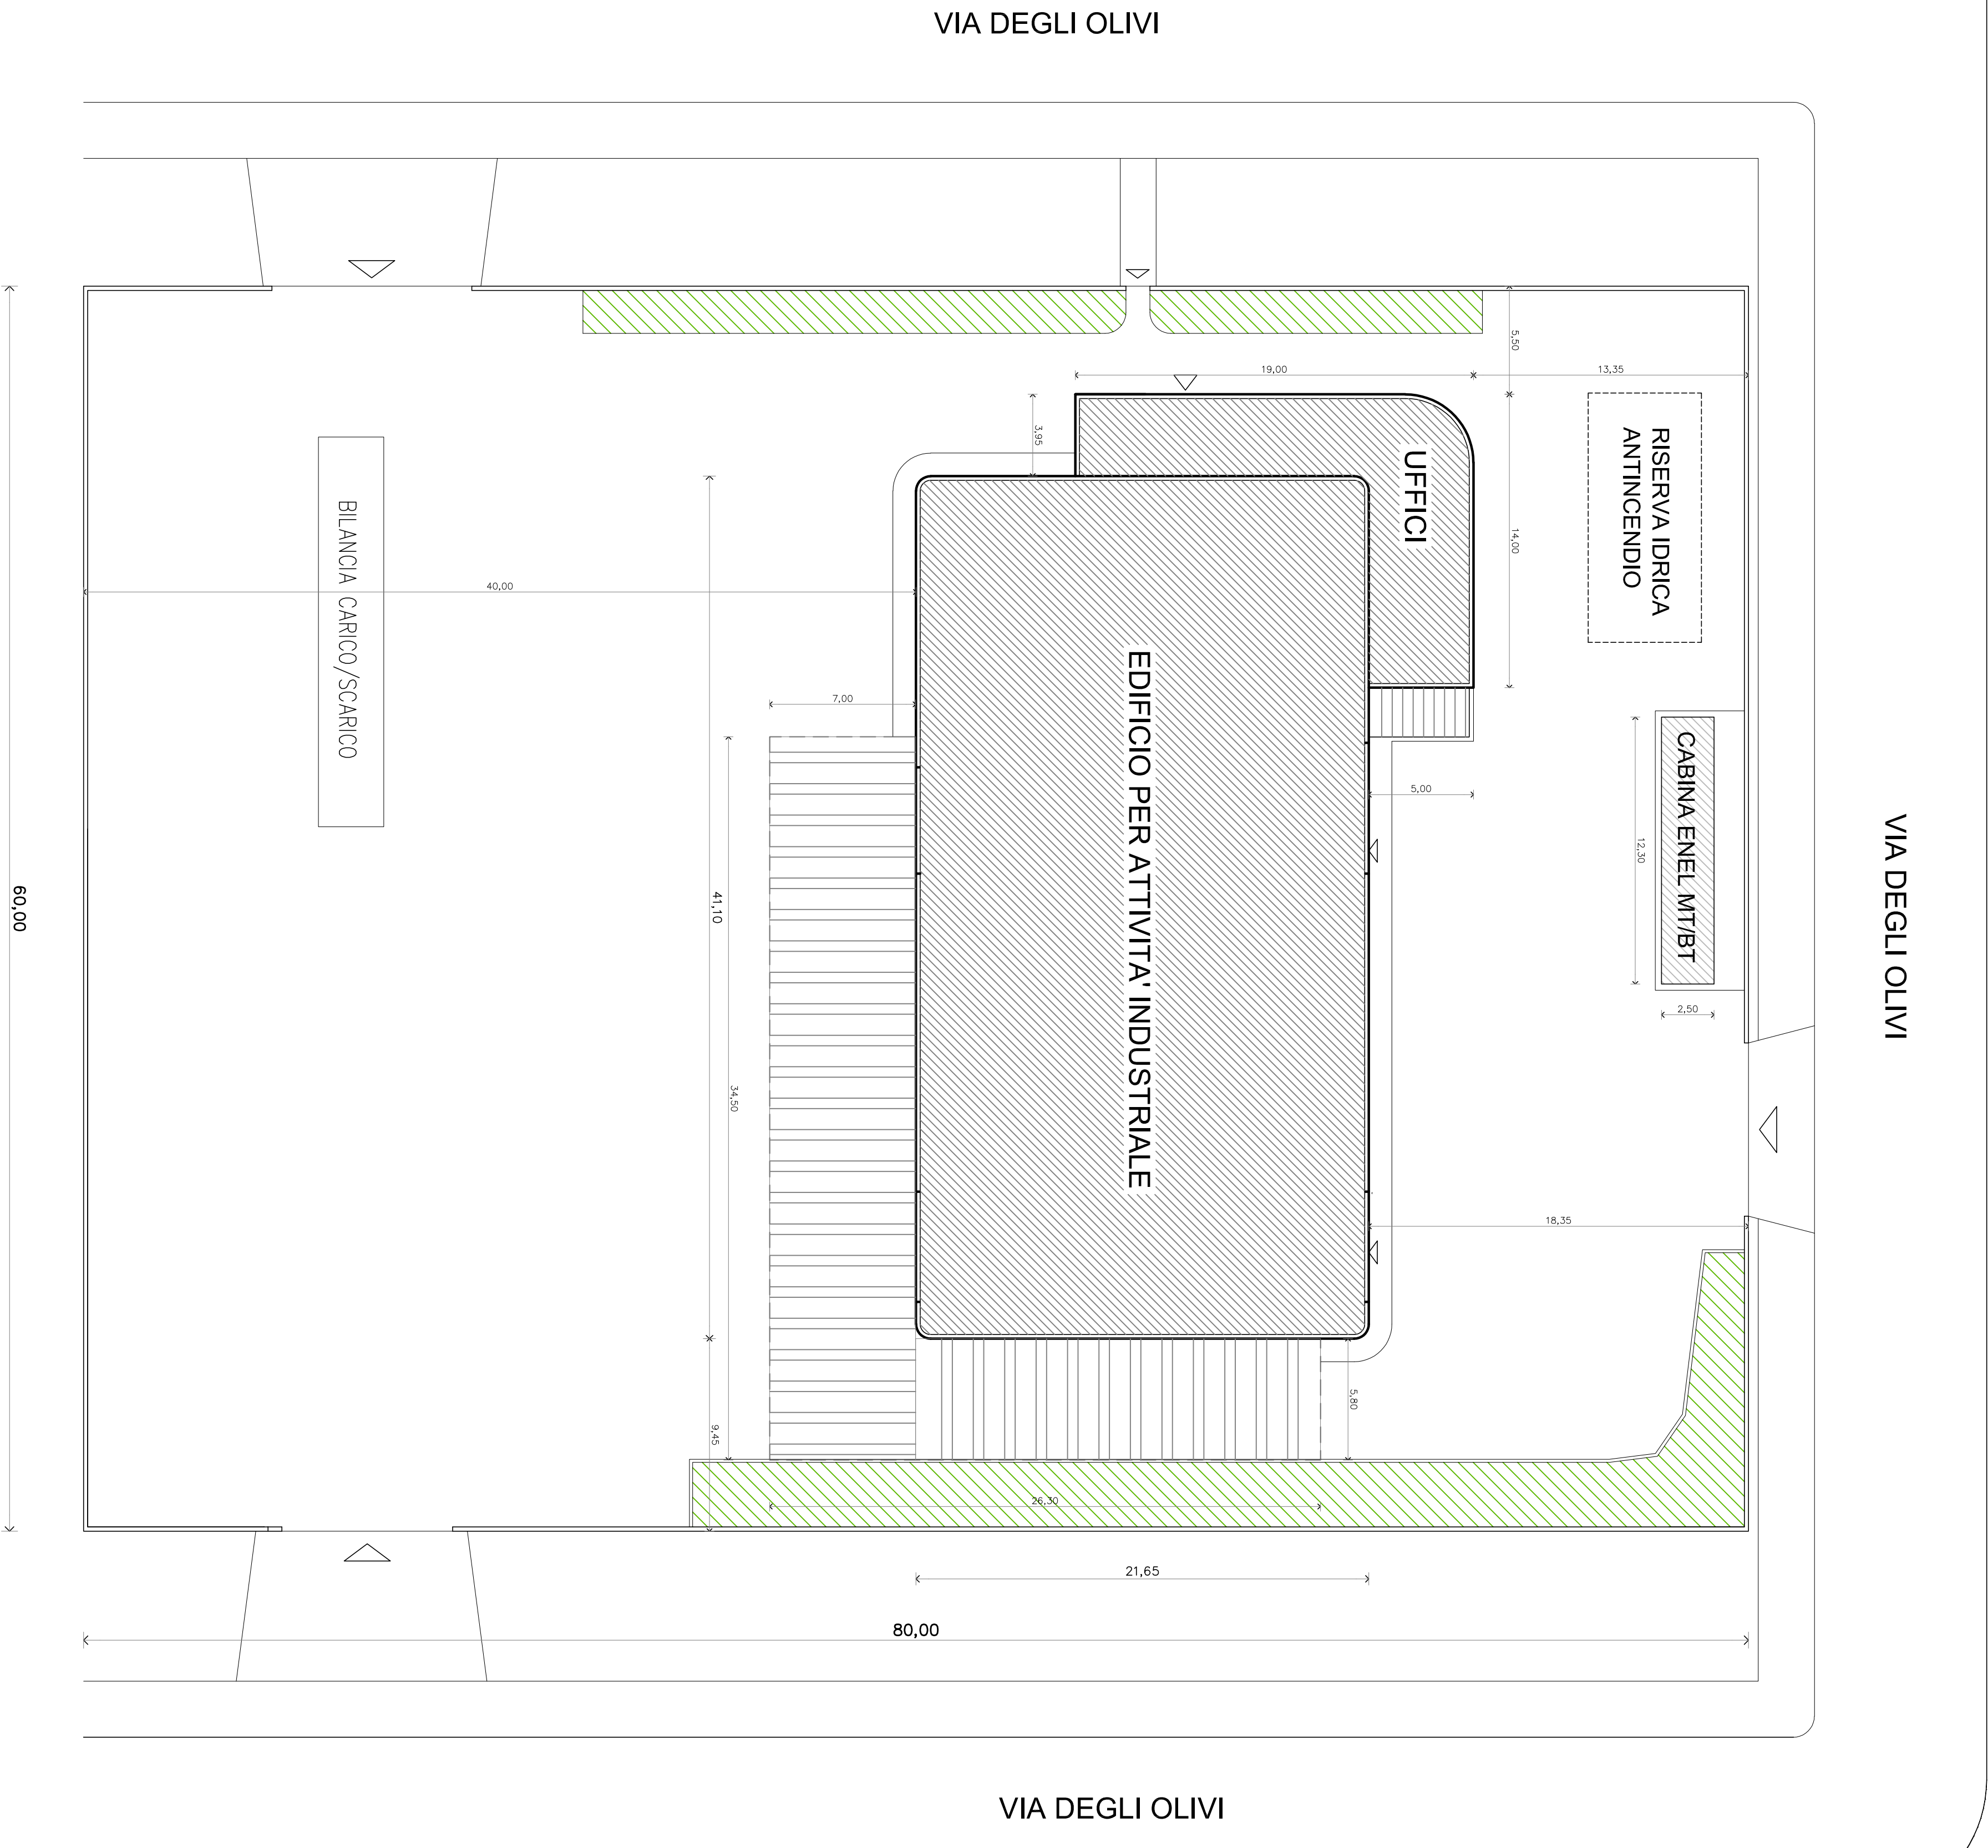 VIA DEGLI OLIVI
5,50
19,00
13,35
3,95
UFFICI
RISERVA IDRICA
ANTINCENDIO
14,00
BILANCIA CARICO/SCARICO
40,00
EDIFICIO PER ATTIVITA' INDUSTRIALE
7,00
CABINA ENEL MT/BT
5,00
12,30
VIA DEGLI OLIVI
60,00
41,10
2,50
34,50
18,35
5,80
9,45
26,30
21,65
80,00
VIA DEGLI OLIVI